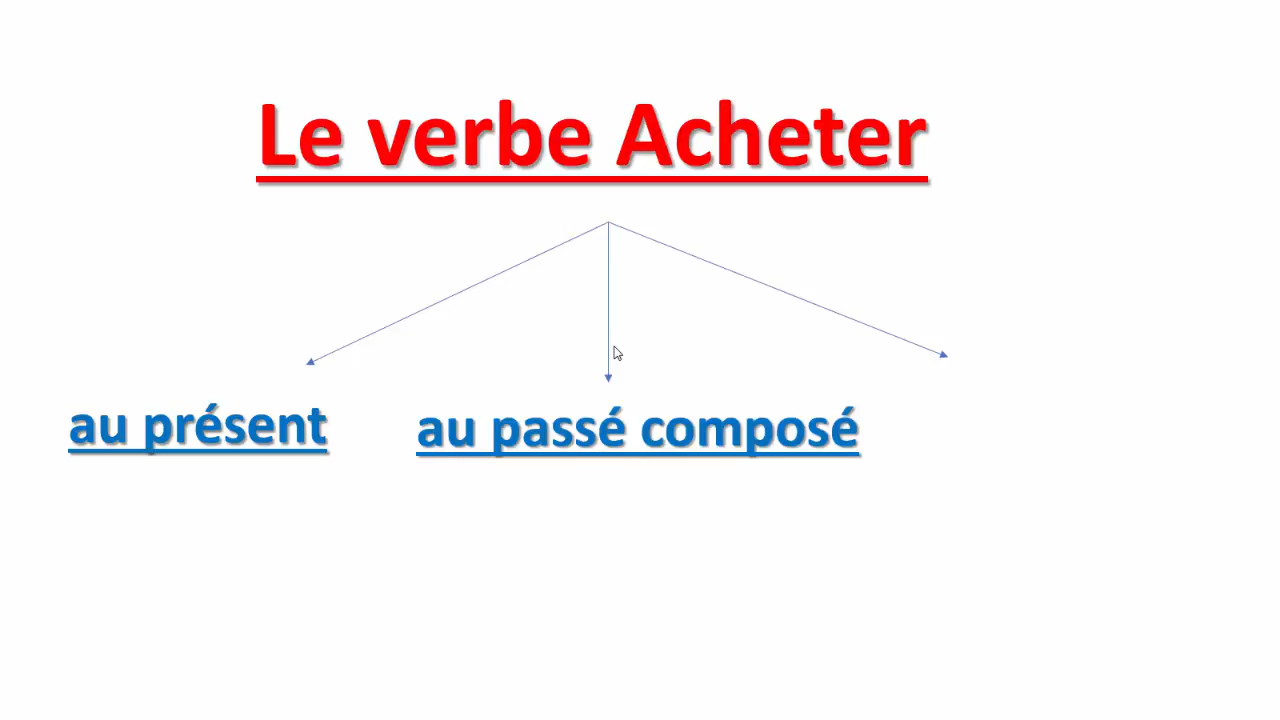 Le verbe Acheter
au présent
au passé composé